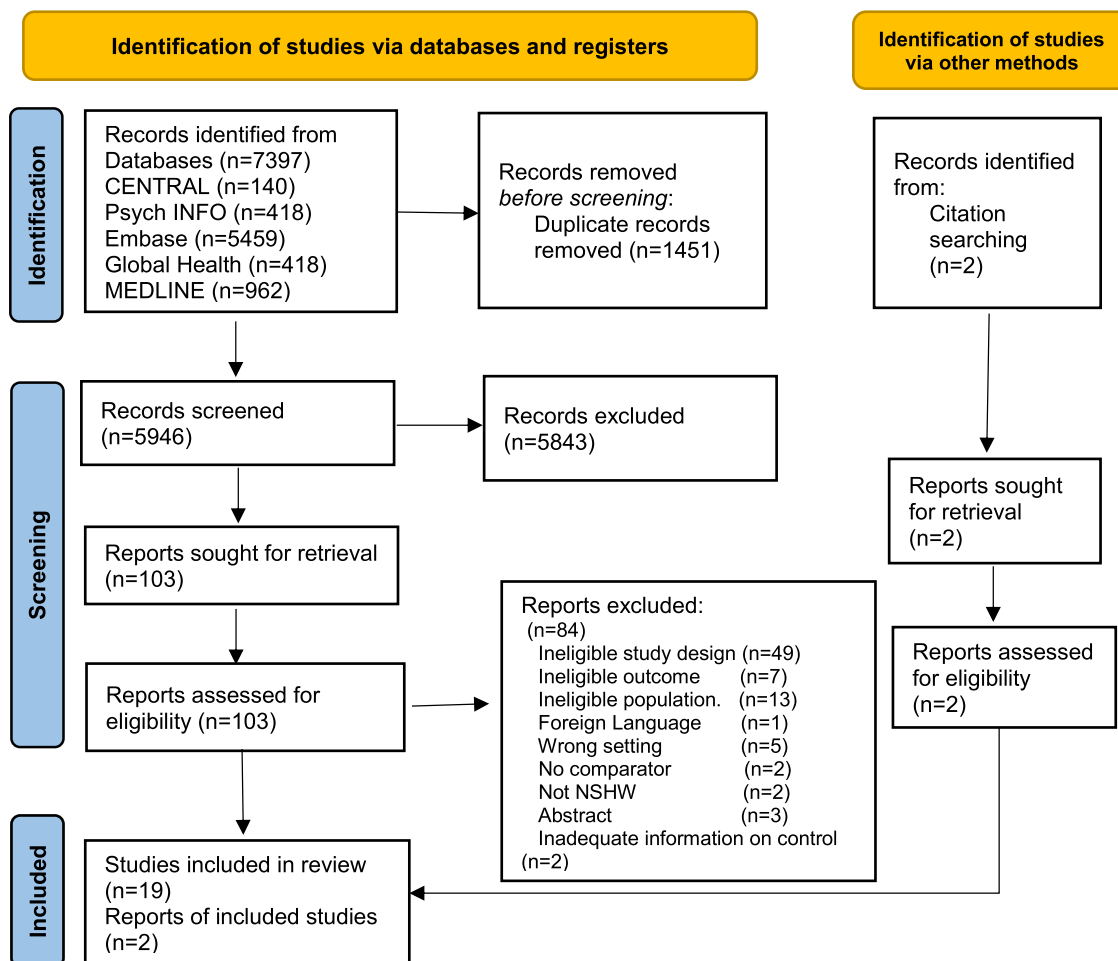 Identification of studies via databases and registers
Identification of studies
via other methods
Identification
Records identified from
Databases (n=7397)
CENTRAL (n=140)
Psych INFO (n=418)
Embase (n=5459)
Global Health (n=418)
MEDLINE (n=962)
Records removed
before screening:
Duplicate records
removed (n=1451)
Records identified
from:
Citation
searching
(n=2)
Screening
Records screened
(n=5946)
Records excluded
(n=5843)
Reports sought for retrieval
(n=103)
Reports sought
for retrieval
(n=2)
Reports assessed for
eligibility (n=103)
Reports excluded:
(n=84)
Ineligible study design (n=49)
Ineligible outcome (n=7)
Ineligible population. (n=13)
Foreign Language (n=1)
Wrong setting (n=5)
No comparator (n=2)
Not NSHW (n=2)
Abstract (n=3)
Inadequate information on control
(n=2)
Reports assessed
for eligibility
(n=2)
Included
Studies included in review
(n=19)
Reports of included studies
(n=2)